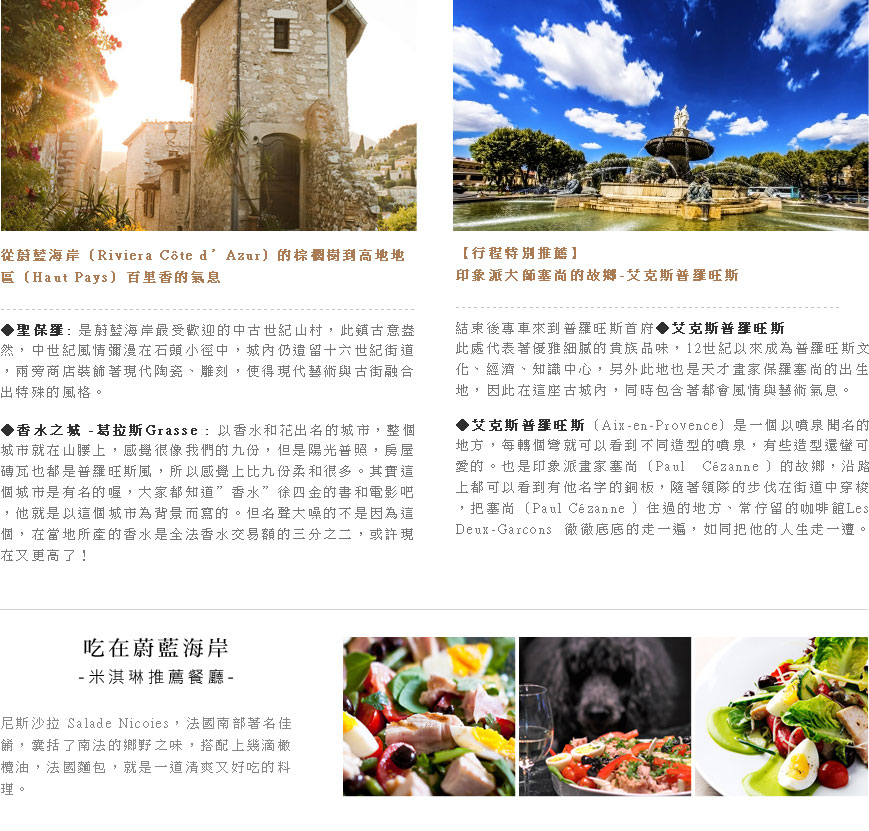 從蔚藍海岸〔Riviera Côte d’Azur〕的棕櫚樹到高地地
區〔Haut Pays〕百里香的氣息
◆聖保羅: 是蔚藍海岸最受歡迎的中古世紀山村，此鎮古意盎
然，中世紀風情彌漫在石頭小徑中，城內仍遺留十六世紀街道
，兩旁商店裝飾著現代陶瓷、雕刻，使得現代藝術與古街融合
出特殊的風格。
◆香水之城 -葛拉斯Grasse : 以香水和花出名的城市，整個
城市就在山腰上，感覺很像我們的九份，但是陽光普照，房屋
磚瓦也都是普羅旺斯風，所以感覺上比九份柔和很多。其實這
個城市是有名的喔，大家都知道”香水”徐四金的書和電影吧
，他就是以這個城市為背景而寫的。但名聲大噪的不是因為這
個，在當地所產的香水是全法香水交易額的三分之二，或許現
在又更高了！
【行程特別推薦】
印象派大師塞尚的故鄉-艾克斯普羅旺斯
結束後專車來到普羅旺斯首府◆艾克斯普羅旺斯
此處代表著優雅細膩的貴族品味，12世紀以來成為普羅旺斯文
化、經濟、知識中心，另外此地也是天才畫家保羅塞尚的出生
地，因此在這座古城內，同時包含著都會風情與藝術氣息。
◆艾克斯普羅旺斯〔Aix-en-Provence〕是一個以噴泉聞名的
地方，每轉個彎就可以看到不同造型的噴泉，有些造型還蠻可
愛的。也是印象派畫家塞尚〔Paul Cézanne 〕的故鄉，沿路
上都可以看到有他名字的銅板，隨著領隊的步伐在街道中穿梭
，把塞尚〔Paul Cézanne 〕住過的地方、常佇留的咖啡館Les
Deux-Garcons 徹徹底底的走一遍，如同把他的人生走一遭。
吃在蔚藍海岸
-米淇琳推薦餐廳-
尼斯沙拉 Salade Nicoies，法國南部著名佳
餚，囊括了南法的鄉野之味，搭配上幾滴橄
欖油，法國麵包，就是一道清爽又好吃的料
理。